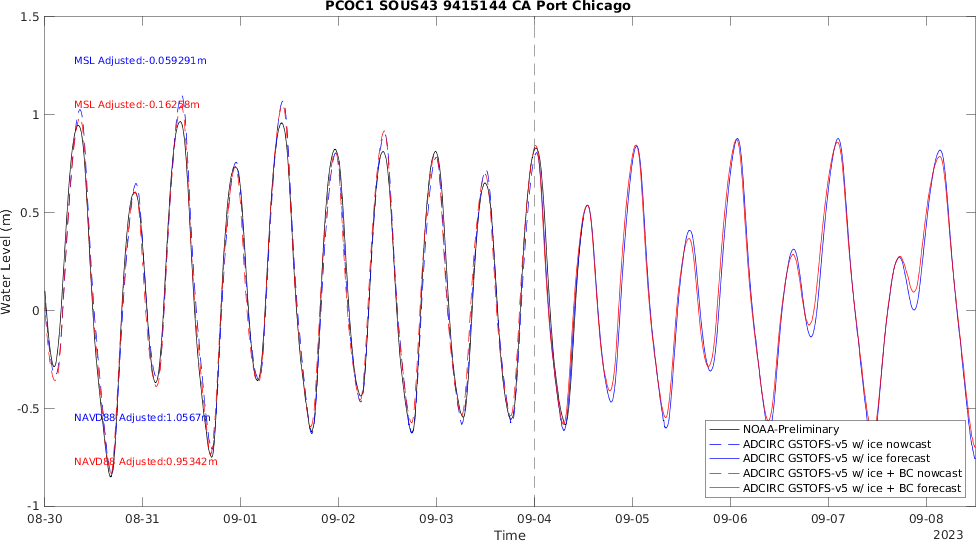 PCOC1 SOUS43 9415144 CA Port Chicago
1.5
1
0.5
0
-0.5
-1
Water Level (m)
MSL Adjusted:-0.059291m
MSL Adjusted:-0.16258m
NAVD88 Adjusted:1.0567m
NAVD88 Adjusted:0.95342m
NOAA-Preliminary
ADCIRC GSTOFS-v5 w/ ice nowcast
ADCIRC GSTOFS-v5 w/ ice forecast
ADCIRC GSTOFS-v5 w/ ice + BC nowcast
ADCIRC GSTOFS-v5 w/ ice + BC forecast
08-30 08-31 09-01 09-02 09-03 09-04 09-05 09-06 09-07 09-08
Time
2023